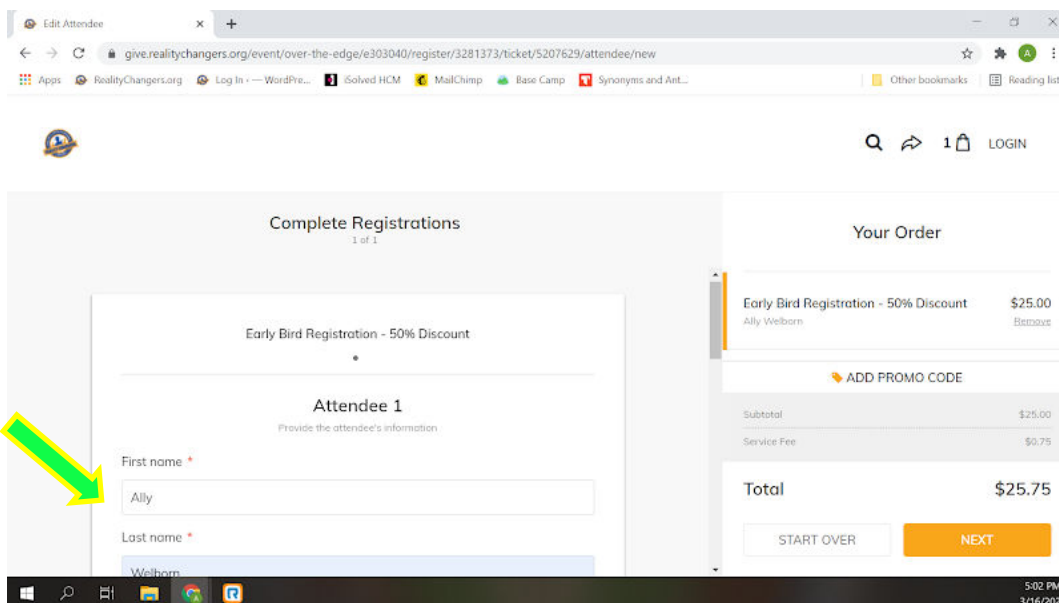 Edit Attendee
give.realitychangers.org/event/over-the-edge/e303040/register/3281373/ticket/5207629/attendee/new
A
Apps RealityChangers.org Log In ‹ — WordPre... iSolved HCM MailChimp Base Camp Synonyms and Ant... Other bookmarks Reading list
1 LOGIN
Complete Registrations
1 of 1
Early Bird Registration - 50% Discount
Attendee 1
Provide the attendee's information
First name *
Ally
Last name *
Welborn
Your Order
Early Bird Registration - 50% Discount $25.00
Ally Welborn Remove
ADD PROMO CODE
Subtotal $25.00
Service Fee $0.75
Total $25.75
START OVER NEXT
5:02 PM
3/16/202